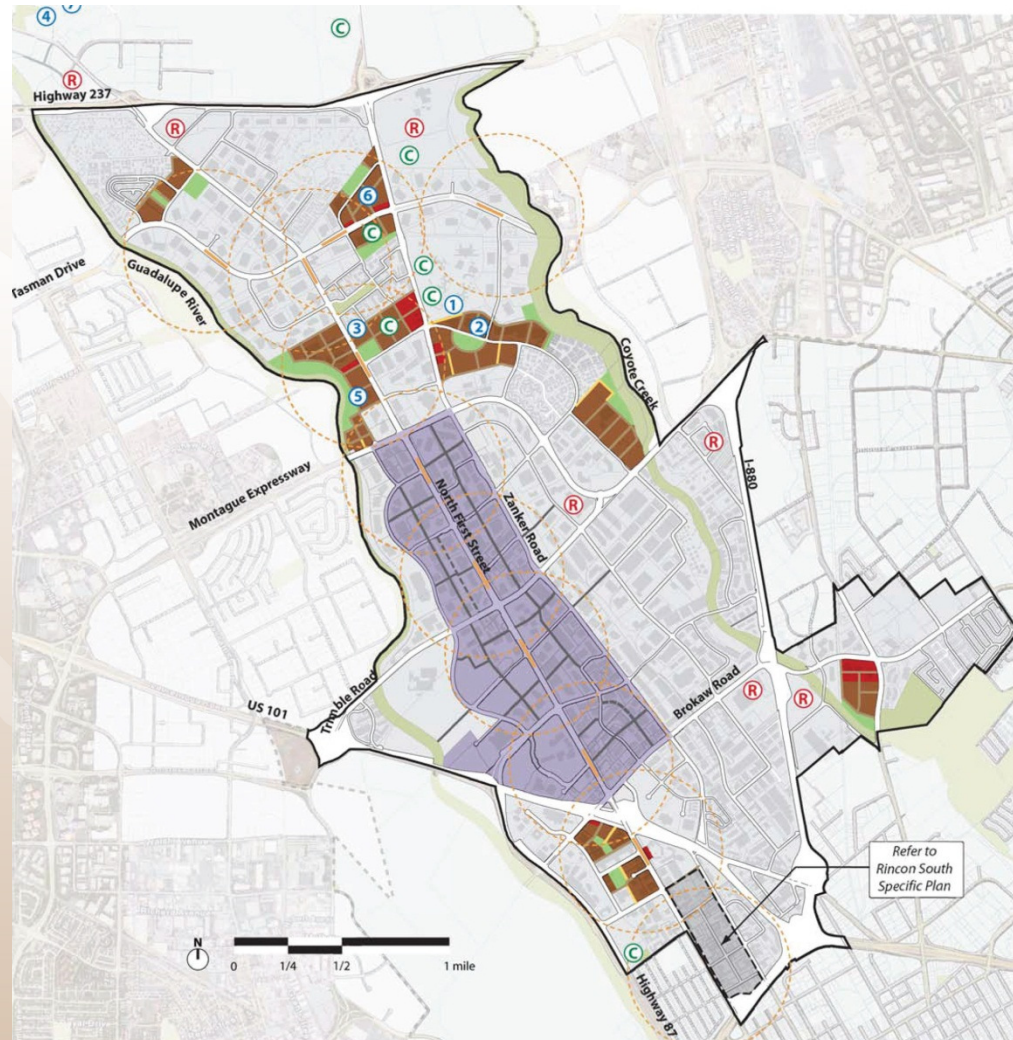 4
C
R
Highway 237
R
R
C
6
C
Tasman Drive
Guadalupe River
C
C
1
3
C
2
Coyote Creek
5
R
Montague Expressway
I-880
North First Street
Zanker Road
R
Brokaw Road
R
R
US 101
Trimble Road
Refer to
Rincon South
Specific Plan
N
0
1/4
1/2
1 mile
C
Highway 87